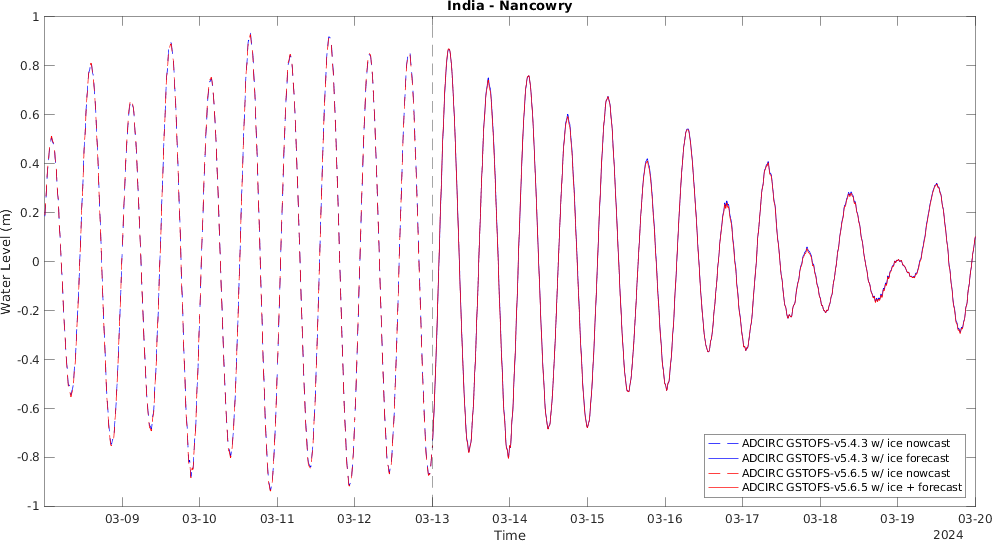 India - Nancowry
Water Level (m)
1
0.8
0.6
0.4
0.2
0
-0.2
-0.4
-0.6
-0.8
-1
03-09 03-10 03-11 03-12 03-13 03-14 03-15 03-16 03-17 03-18 03-19 03-20
Time
2024
ADCIRC GSTOFS-v5.4.3 w/ ice nowcast
ADCIRC GSTOFS-v5.4.3 w/ ice forecast
ADCIRC GSTOFS-v5.6.5 w/ ice nowcast
ADCIRC GSTOFS-v5.6.5 w/ ice + forecast